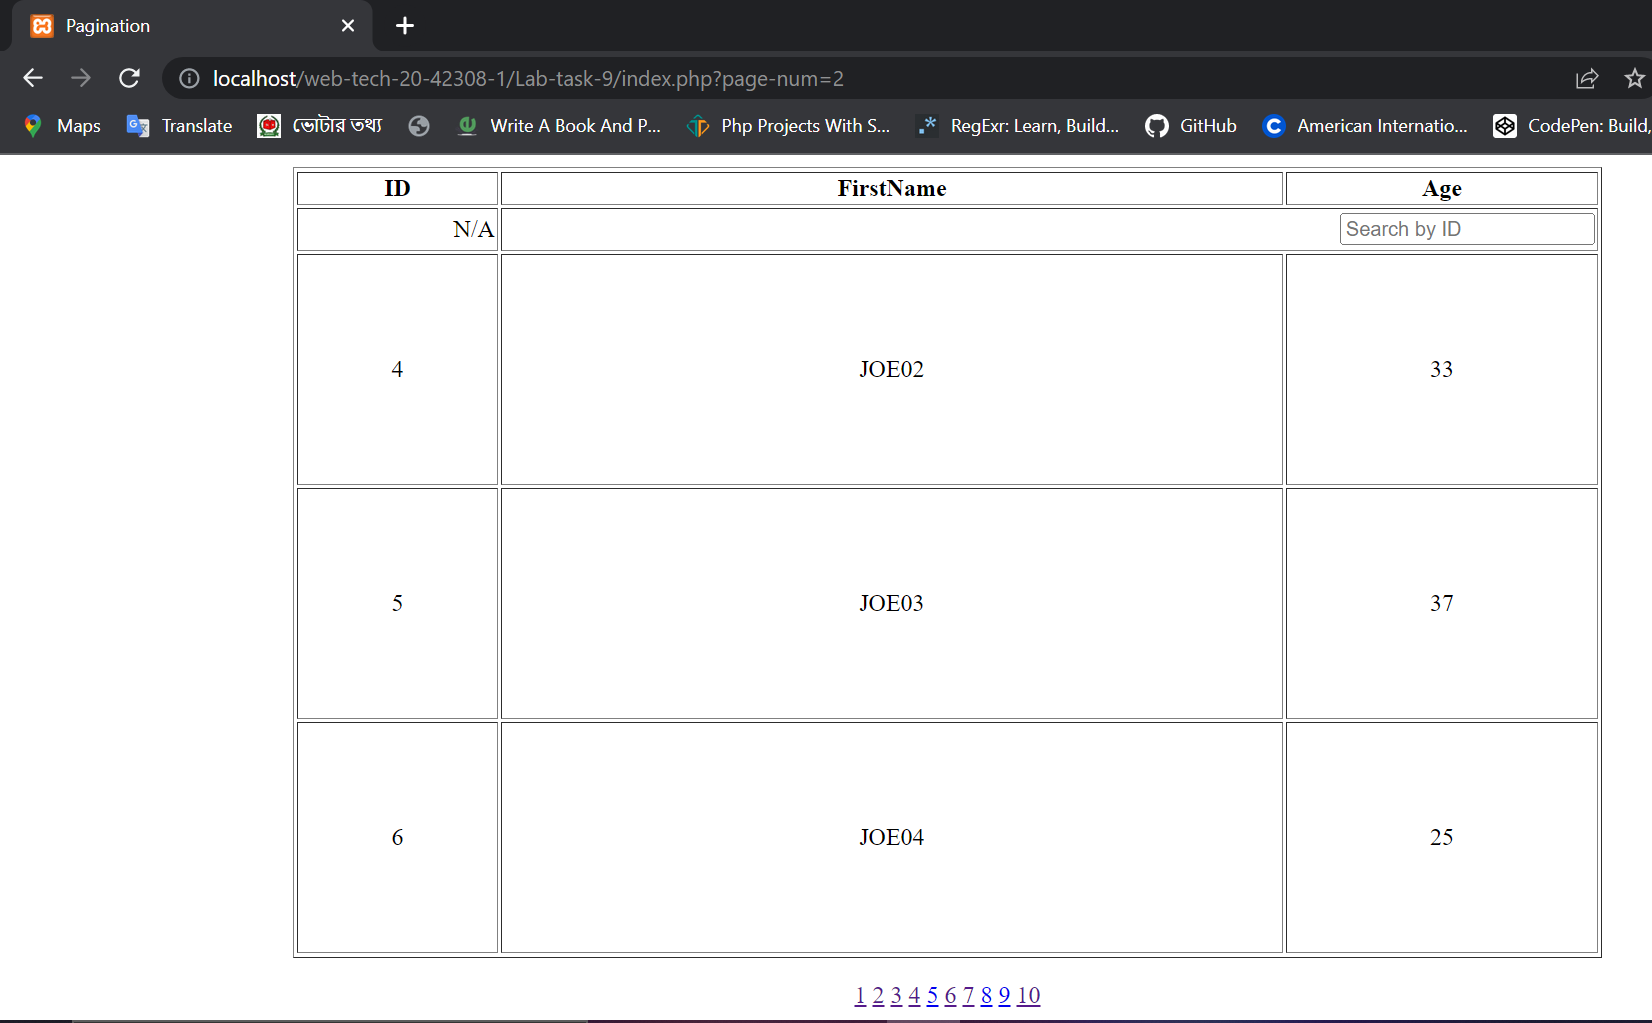 Pagination
localhost/web-tech-20-42308-1/Lab-task-9/index.php?page-num=2
Maps Translate ভোটার তথ্য Write A Book And P... Php Projects With S... RegExr: Learn, Build... GitHub American Internatio... CodePen: Build,
ID FirstName Age
N/A Search by ID
4 JOE02 33
5 JOE03 37
6 JOE04 25
1 2 3 4 5 6 7 8 9 10